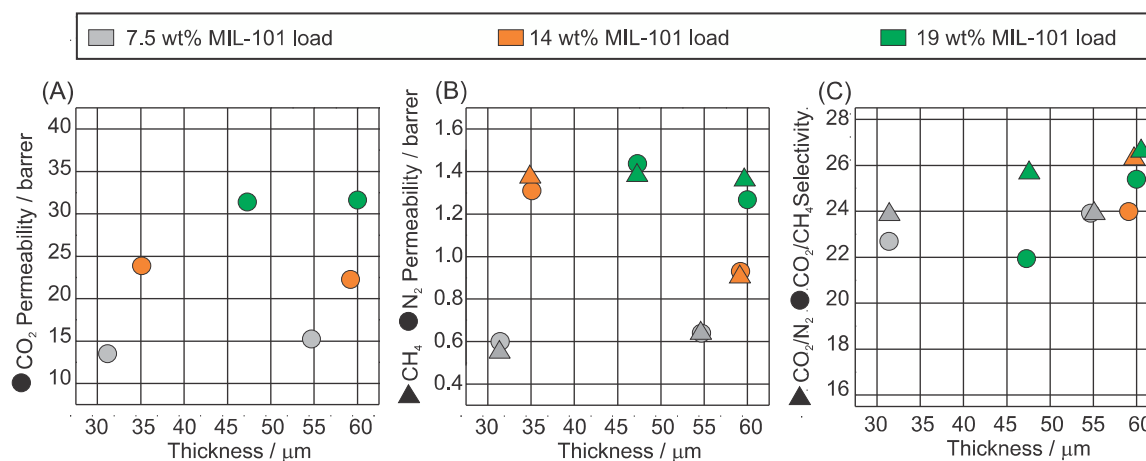 7.5 wt% MIL-101 load
14 wt% MIL-101 load
19 wt% MIL-101 load
(A)
CO₂ Permeability / barrer
40
35
30
25
20
15
10
30 35 40 45 50 55 60
Thickness / μm
(B)
CH₄ N₂ Permeability / barrer
1.6
1.4
1.2
1.0
0.8
0.6
0.4
30 35 40 45 50 55 60
Thickness / μm
(C)
CO₂/N₂ CO₂/CH₄Selectivity
28
26
24
22
20
18
16
30 35 40 45 50 55 60
Thickness / μm